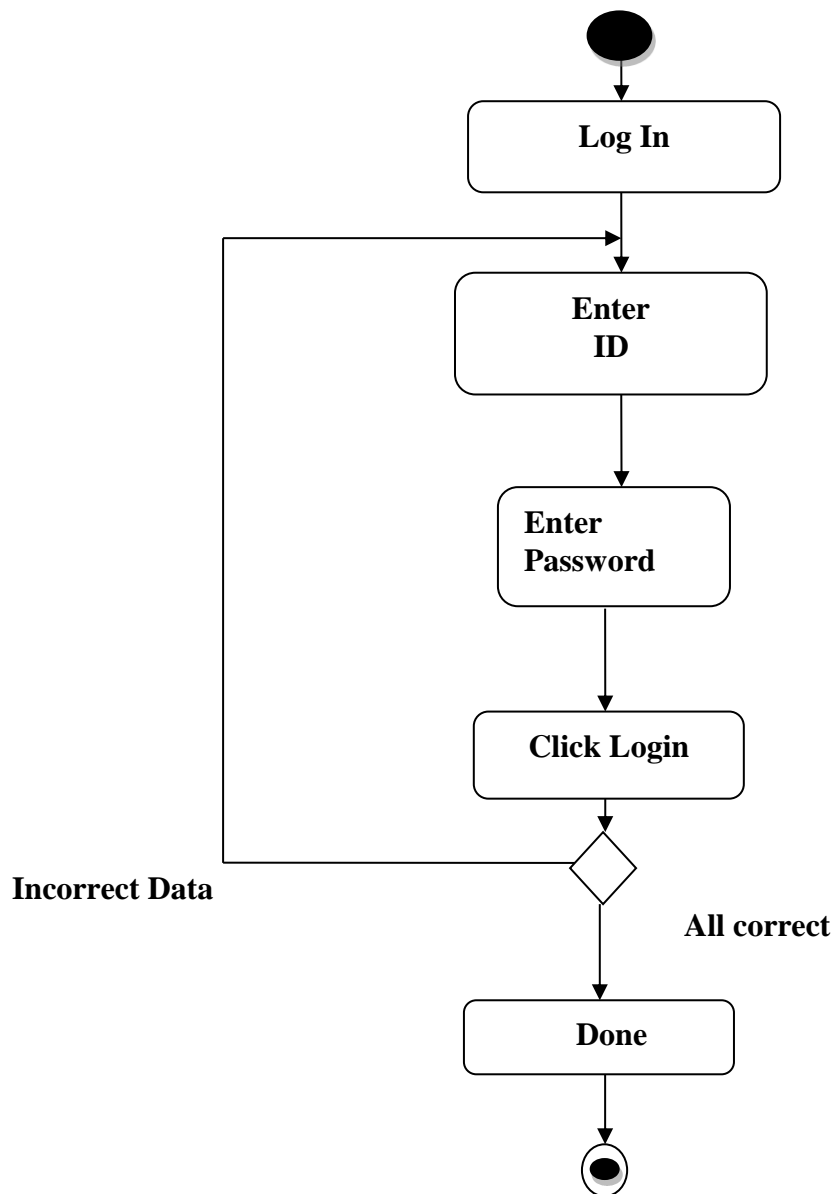 Log In
Enter
ID
Enter
Password
Click Login
Incorrect Data
All correct
Done